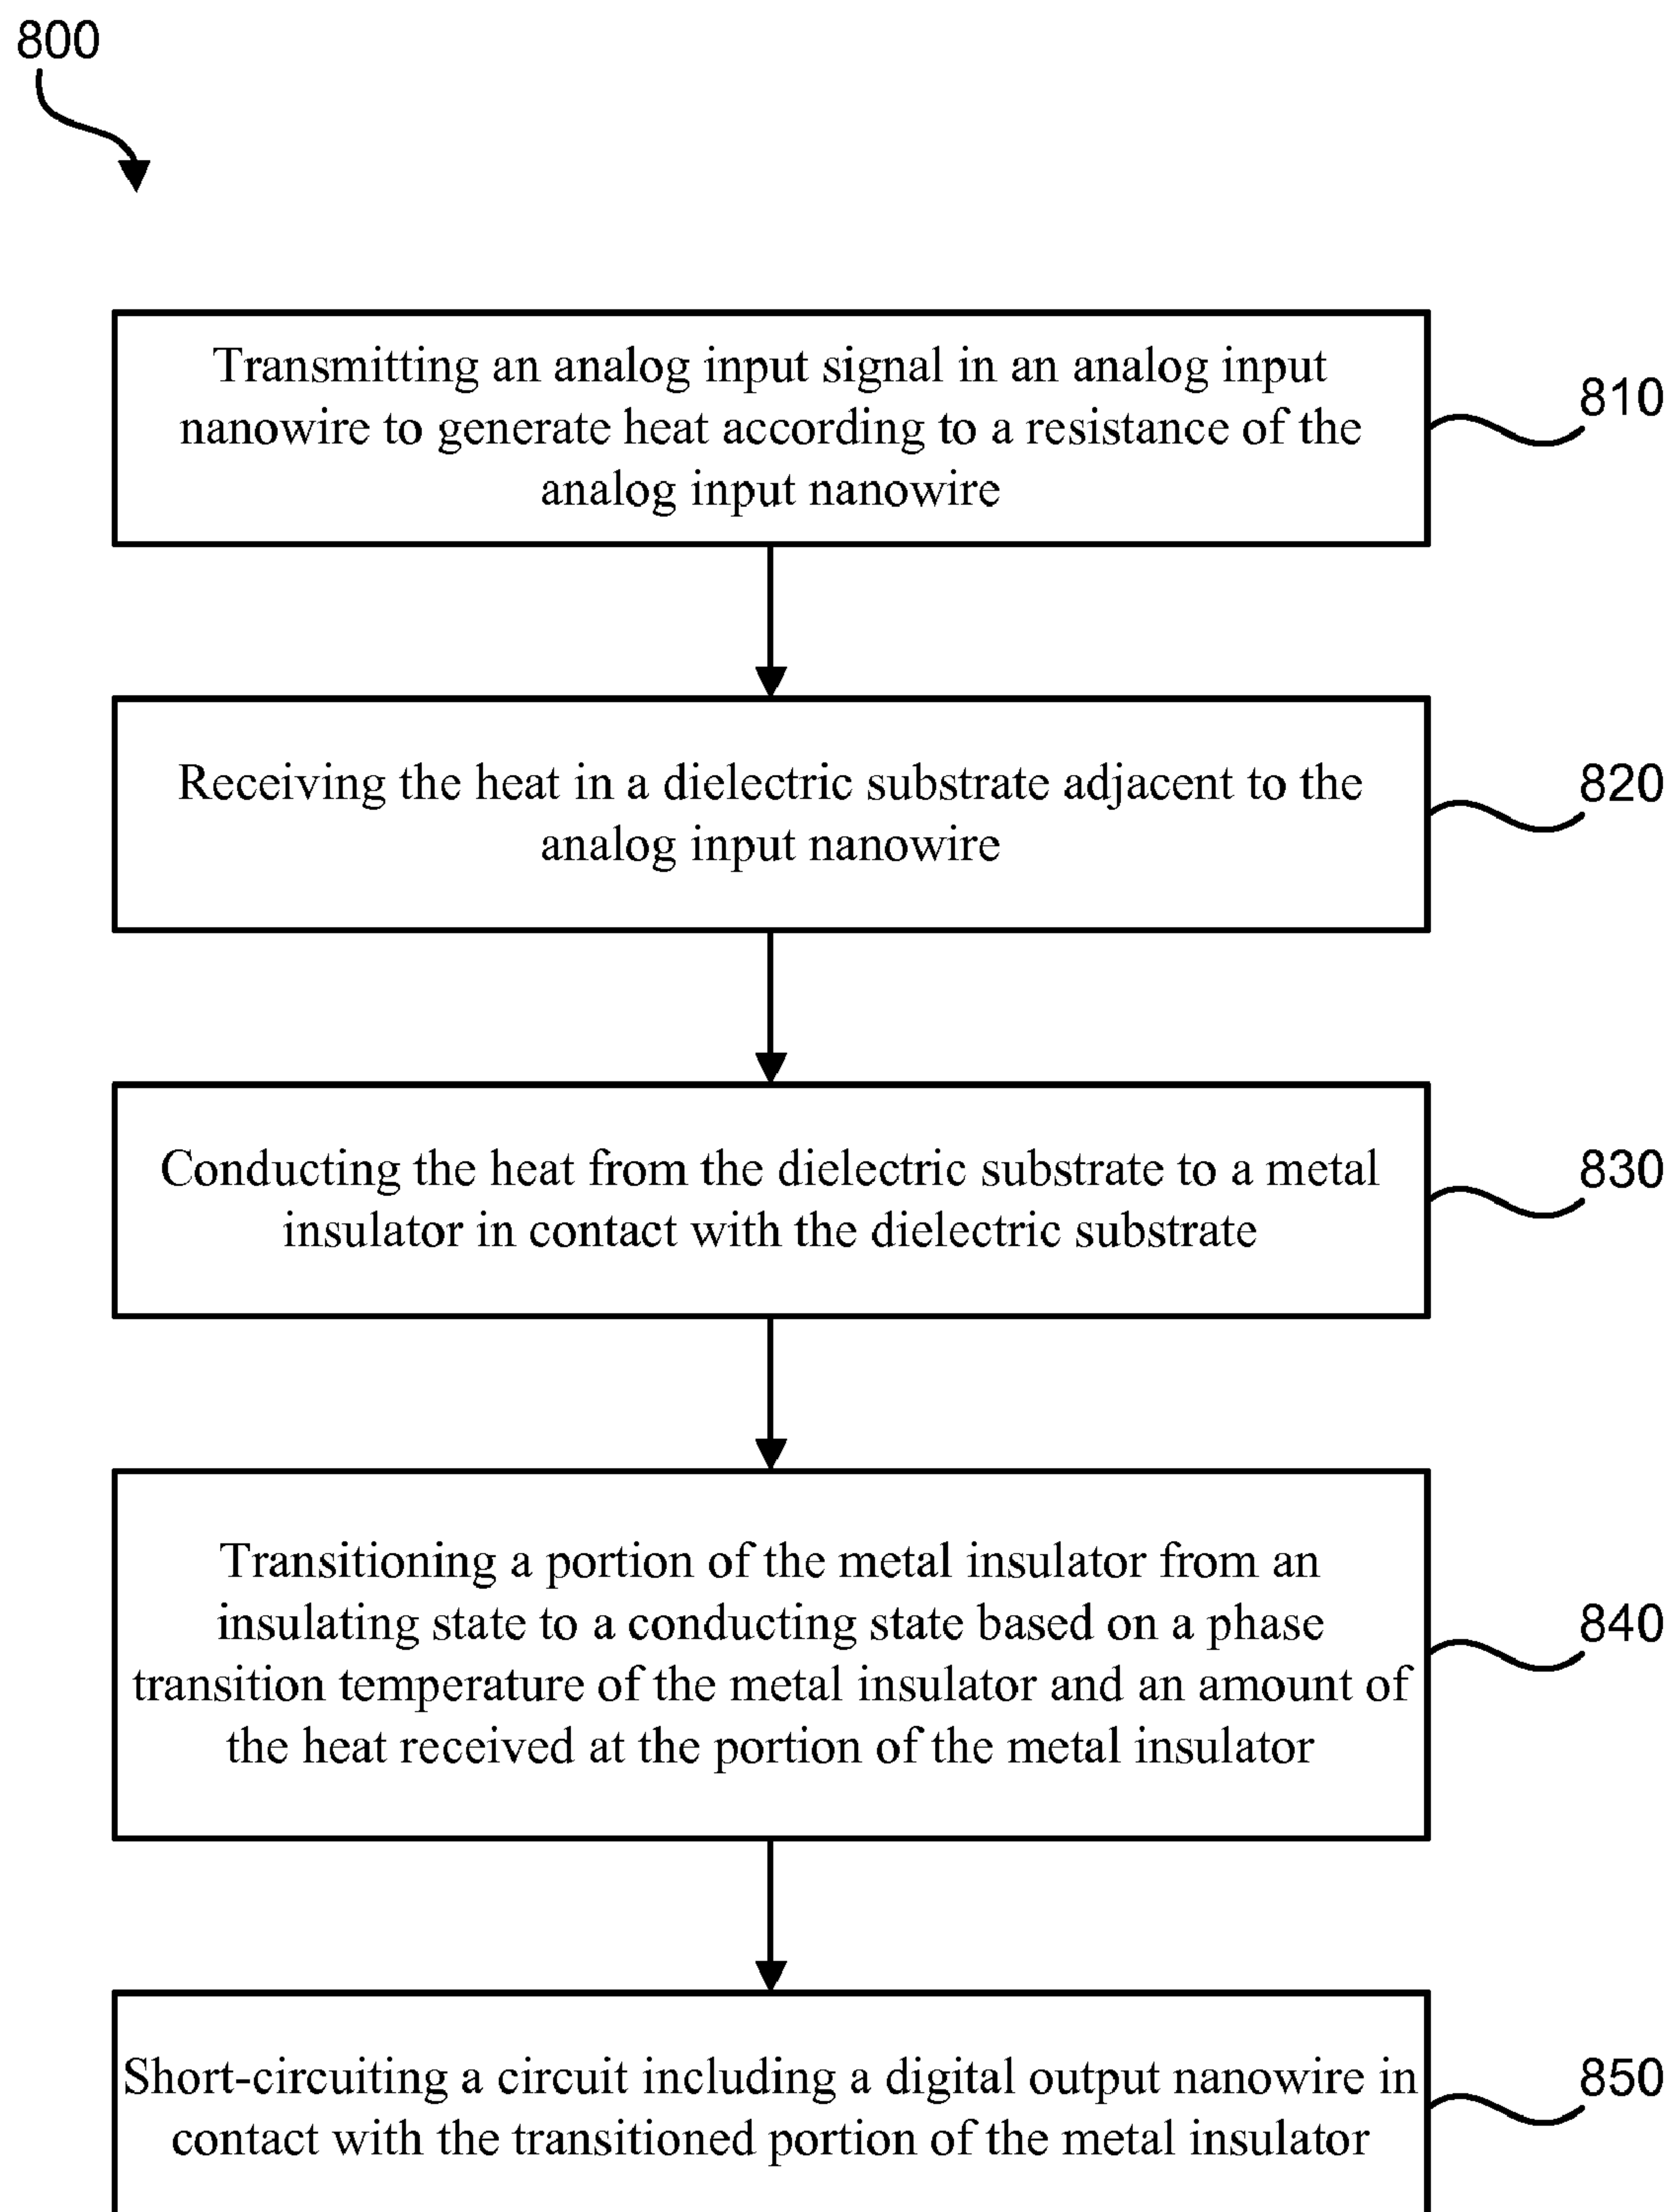 800
Transmitting an analog input signal in an analog input
nanowire to generate heat according to a resistance of the
analog input nanowire
810
Receiving the heat in a dielectric substrate adjacent to the
analog input nanowire
820
Conducting the heat from the dielectric substrate to a metal
insulator in contact with the dielectric substrate
830
Transitioning a portion of the metal insulator from an
insulating state to a conducting state based on a phase
transition temperature of the metal insulator and an amount of
the heat received at the portion of the metal insulator
840
Short-circuiting a circuit including a digital output nanowire in
contact with the transitioned portion of the metal insulator
850